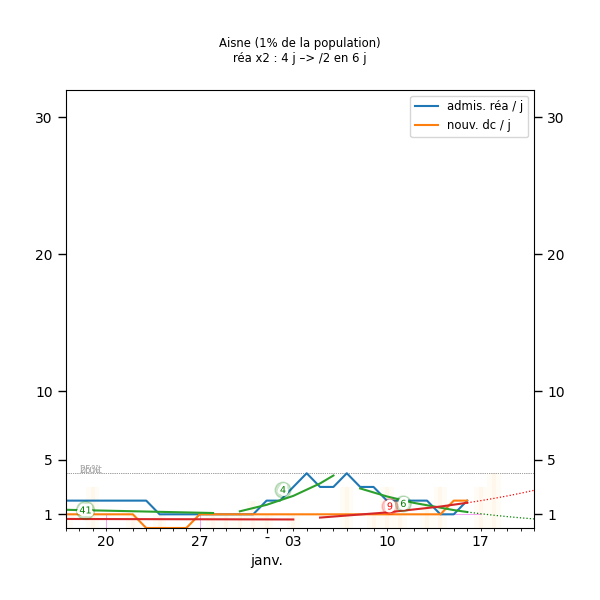 Aisne (1% de la population)
réa x2 : 4 j –> /2 en 6 j
admis. réa / j
nouv. dc / j
30 30
20 20
10 10
5 5
25%
4
41 9 6
1 1
20 27 - 03 10 17
janv.